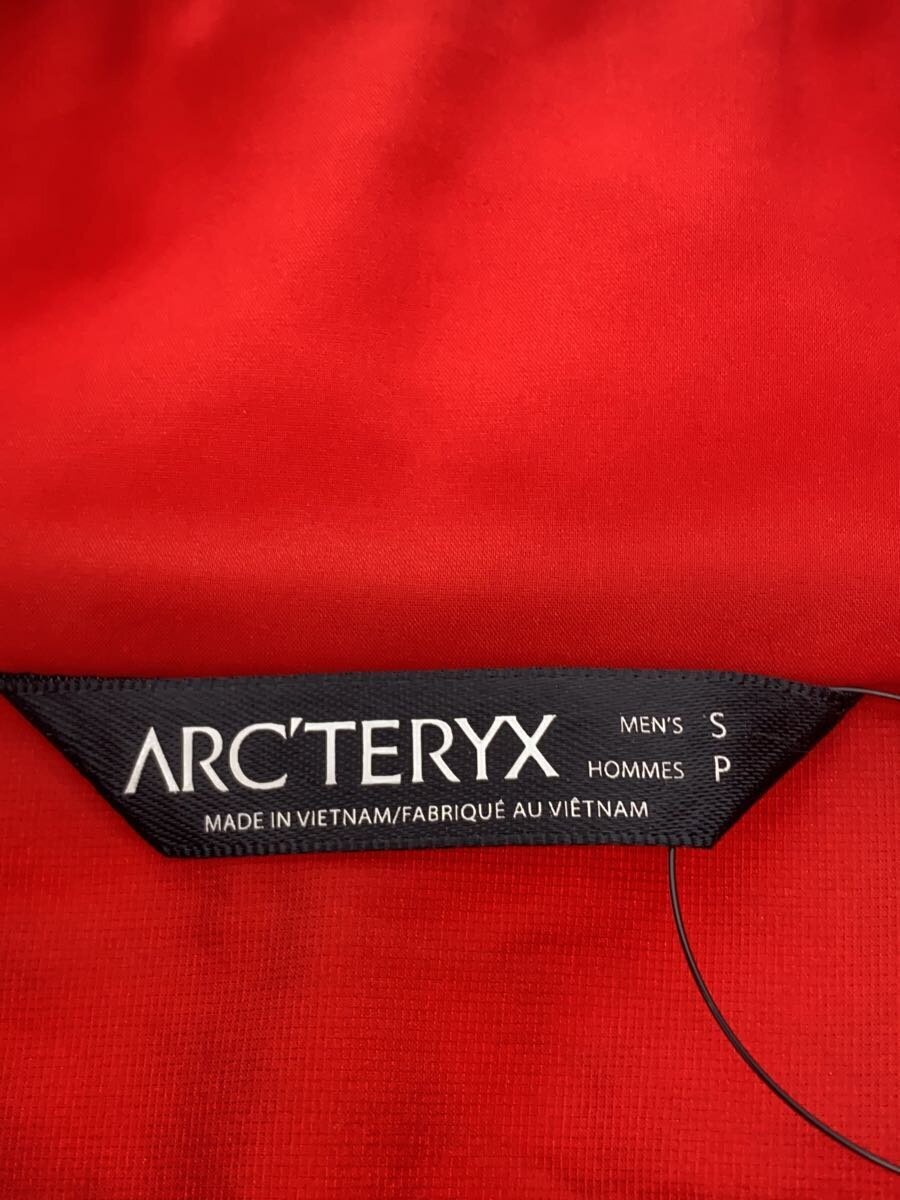 ARC'TERYX
MEN'S S
HOMMES P
MADE IN VIETNAM/FABRIQUÉ AU VIÊTNAM